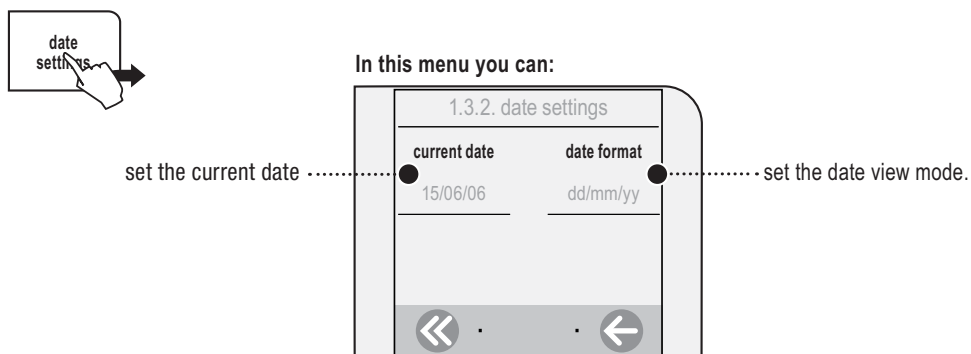 date
settings
In this menu you can:
1.3.2. date settings
current date date format
set the current date
set the date view mode.
15/06/06 dd/mm/yy